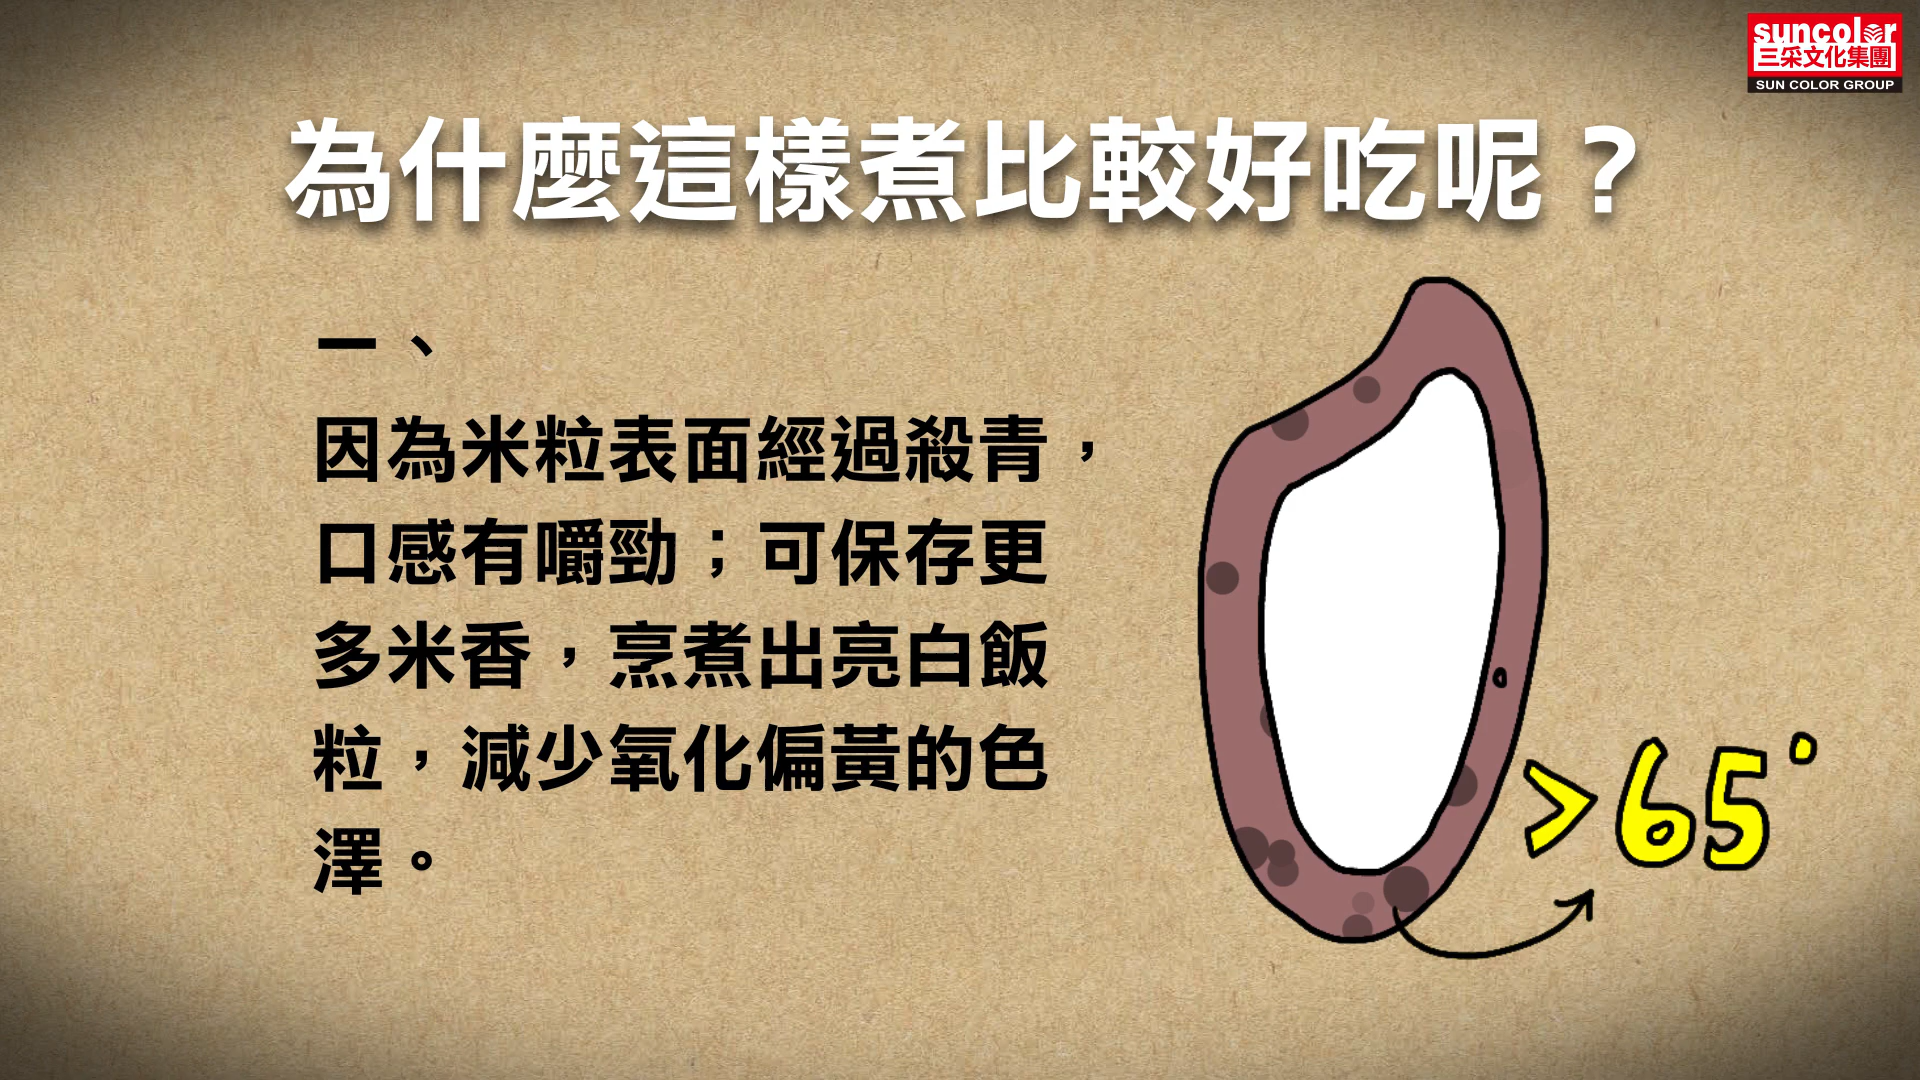 suncolor
三采文化集團
SUN COLOR GROUP
為什麼這樣煮比較好吃呢？
一、
因為米粒表面經過殺青，
口感有嚼勁；可保存更
多米香，烹煮出亮白飯
粒，減少氧化偏黃的色
澤。
>65°